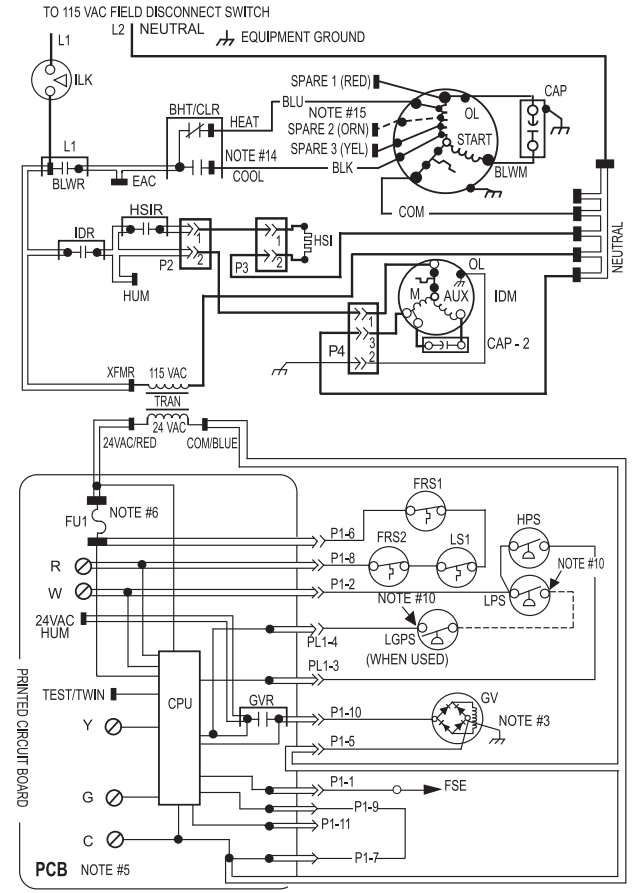 TO 115 VAC FIELD DISCONNECT SWITCH
L2 NEUTRAL
L1
EQUIPMENT GROUND
ILK
SPARE 1 (RED)
CAP
BHT/CLR
BLU
OL
HEAT
NOTE #15
SPARE 2 (ORN)
START
L1
NOTE #14
SPARE 3 (YEL)
COOL
BLK
BLWM
BLWR
EAC
COM
NEUTRAL
HSIR
IDR
1
1
HSI
P2
2
P3
2
OL
HUM
M
AUX
IDM
1
P4
3
CAP - 2
2
XFMR
115 VAC
TRAN
24 VAC
24VAC/RED
COM/BLUE
FRS1
NOTE #6
FU1
P1-6
HPS
FRS2
LS1
R
P1-8
NOTE #10
W
P1-2
NOTE #10
LPS
24VAC
HUM
LGPS
PL1-4
(WHEN USED)
PL1-3
CPU
GVR
GV
TEST/TWIN
P1-10
NOTE #3
Y
P1-5
PRINTED CIRCUIT BOARD
P1-1
FSE
G
P1-9
P1-11
C
P1-7
PCB NOTE #5